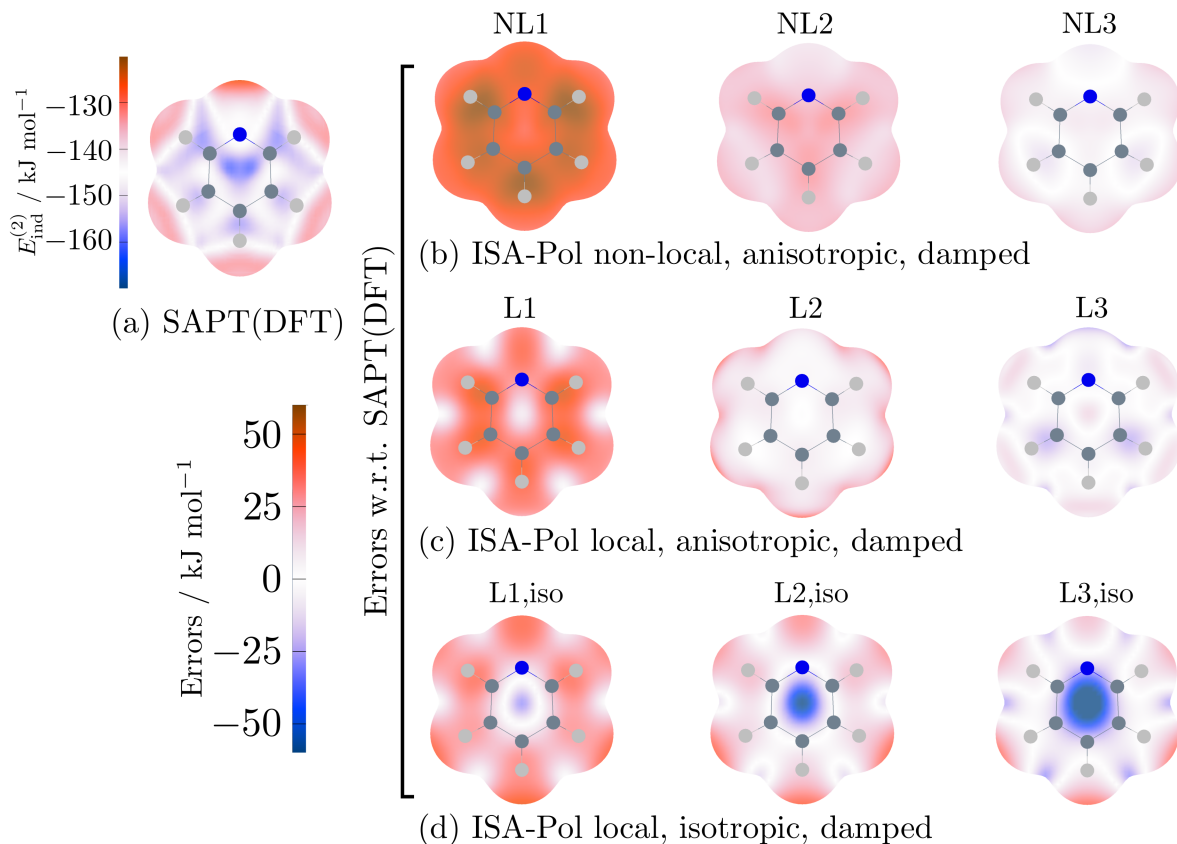 NL1
NL2
NL3
−130
−140
−150
−160
E_ind^(2) / kJ mol⁻¹
(a) SAPT(DFT)
(b) ISA-Pol non-local, anisotropic, damped
Errors w.r.t. SAPT(DFT)
L1
L2
L3
50
25
0
−25
−50
Errors / kJ mol⁻¹
(c) ISA-Pol local, anisotropic, damped
L1,iso
L2,iso
L3,iso
(d) ISA-Pol local, isotropic, damped